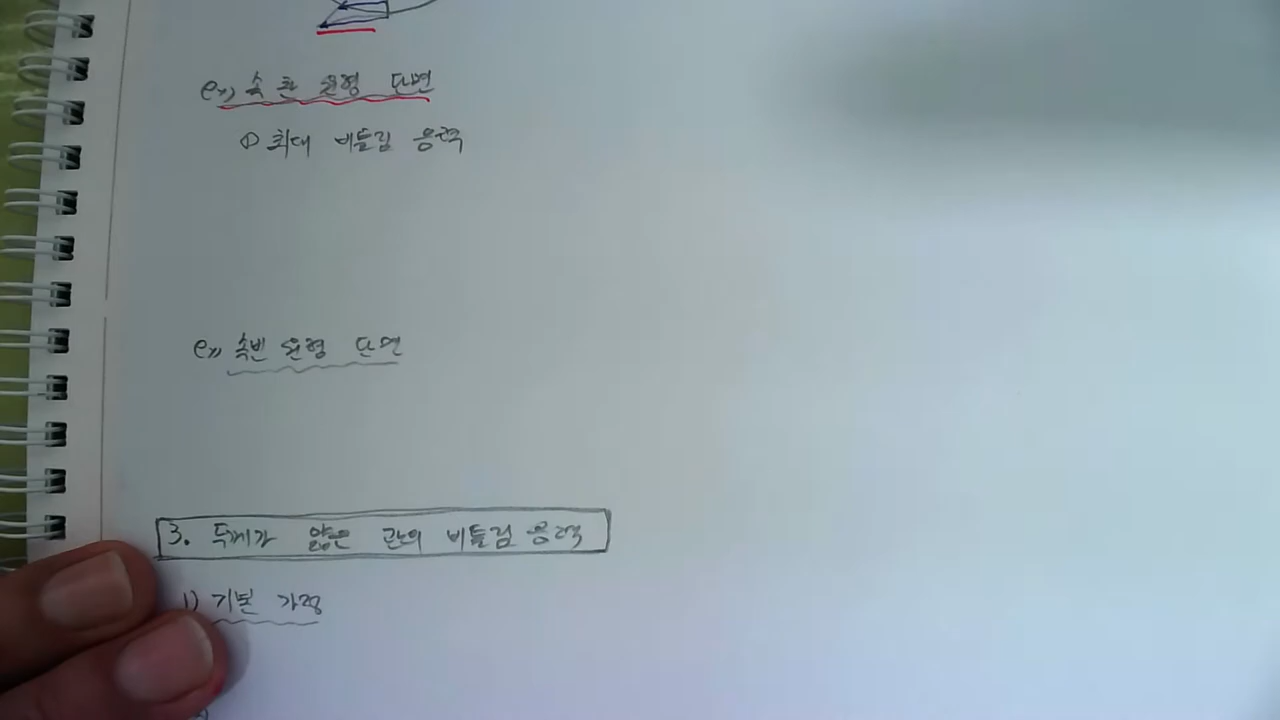 ex) 속 찬 원형 단면
① 최대 비틀림 응력
ex) 속빈 원형 단면
3. 두께가 얇은 관의 비틀림 응력
1) 기본 가정